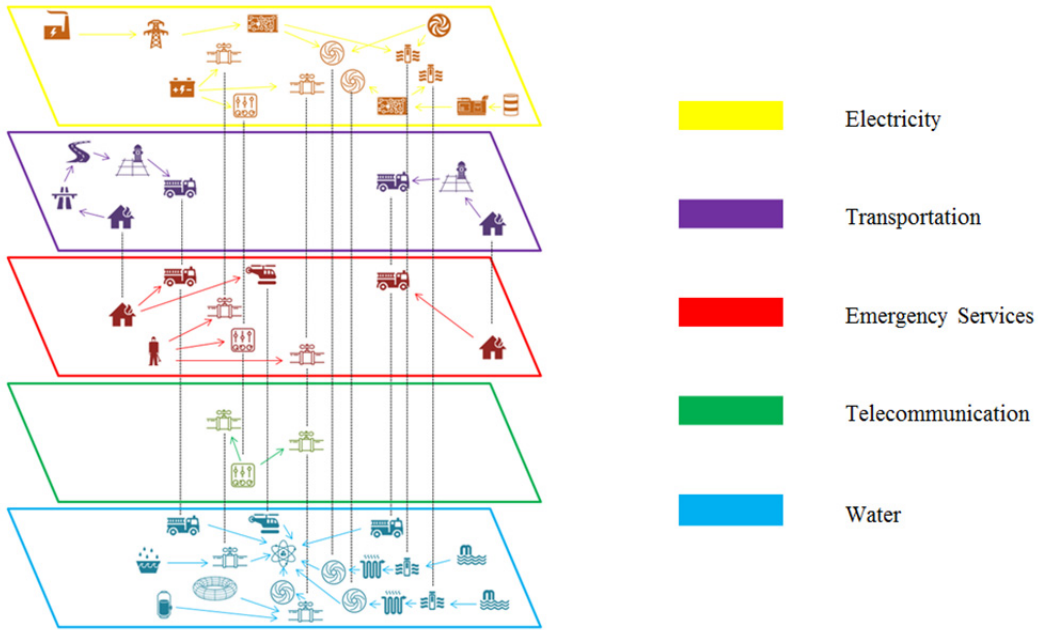 Electricity
Transportation
Emergency Services
Telecommunication
Water